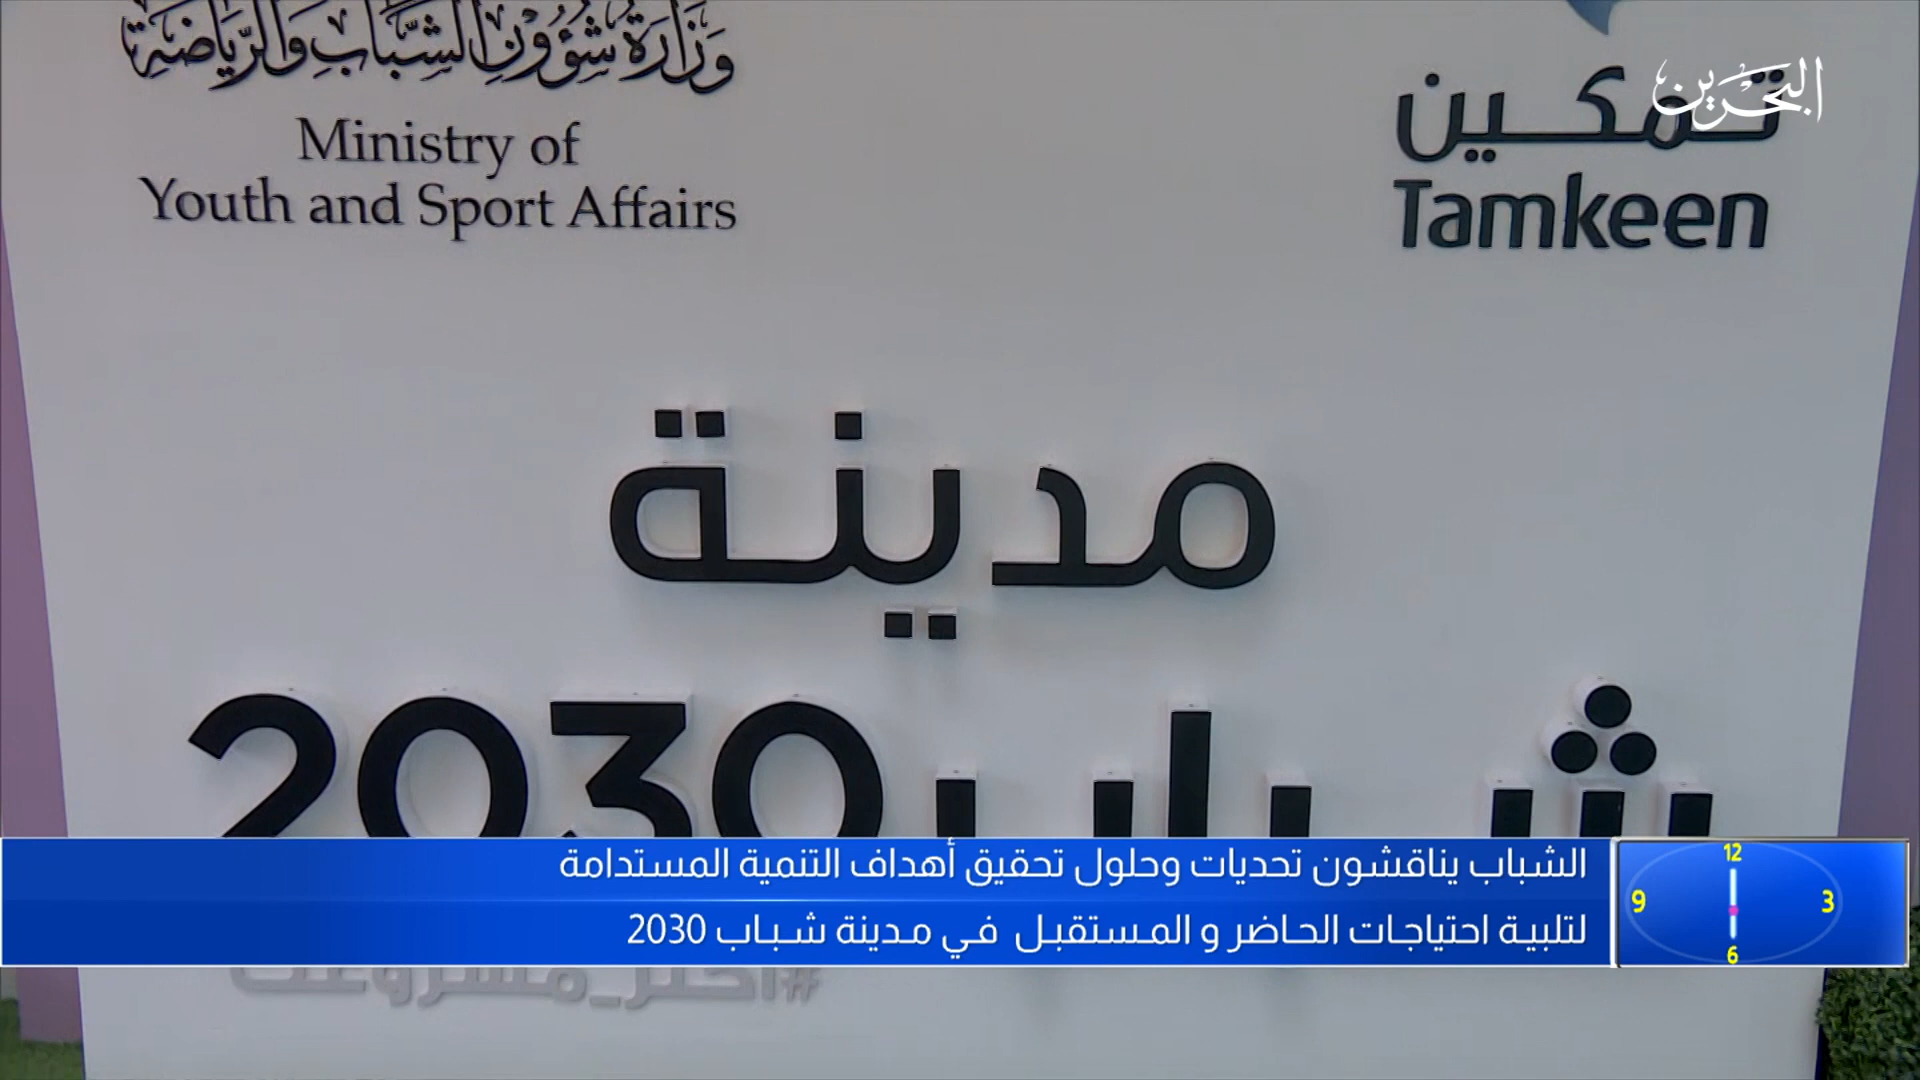 وزارة شؤون الشباب والرياضة
Ministry of
Youth and Sport Affairs
تمكين
Tamkeen
البحرين
مدينة
شباب 2030
الشباب يناقشون تحديات وحلول تحقيق أهداف التنمية المستدامة
لتلبية احتياجات الحاضر و المستقبل في مدينة شباب 2030
12
3
6
9